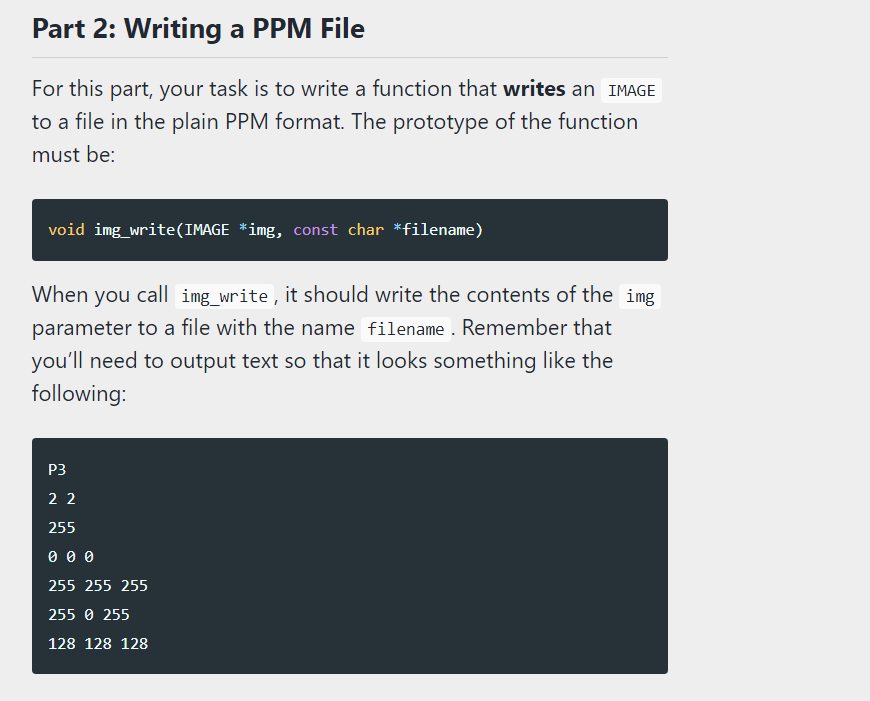 Part 2: Writing a PPM File
For this part, your task is to write a function that writes an IMAGE
to a file in the plain PPM format. The prototype of the function
must be:
void img_write(IMAGE *img, const char *filename)
When you call img_write, it should write the contents of the img
parameter to a file with the name filename. Remember that
you’ll need to output text so that it looks something like the
following:
P3
2 2
255
0 0 0
255 255 255
255 0 255
128 128 128